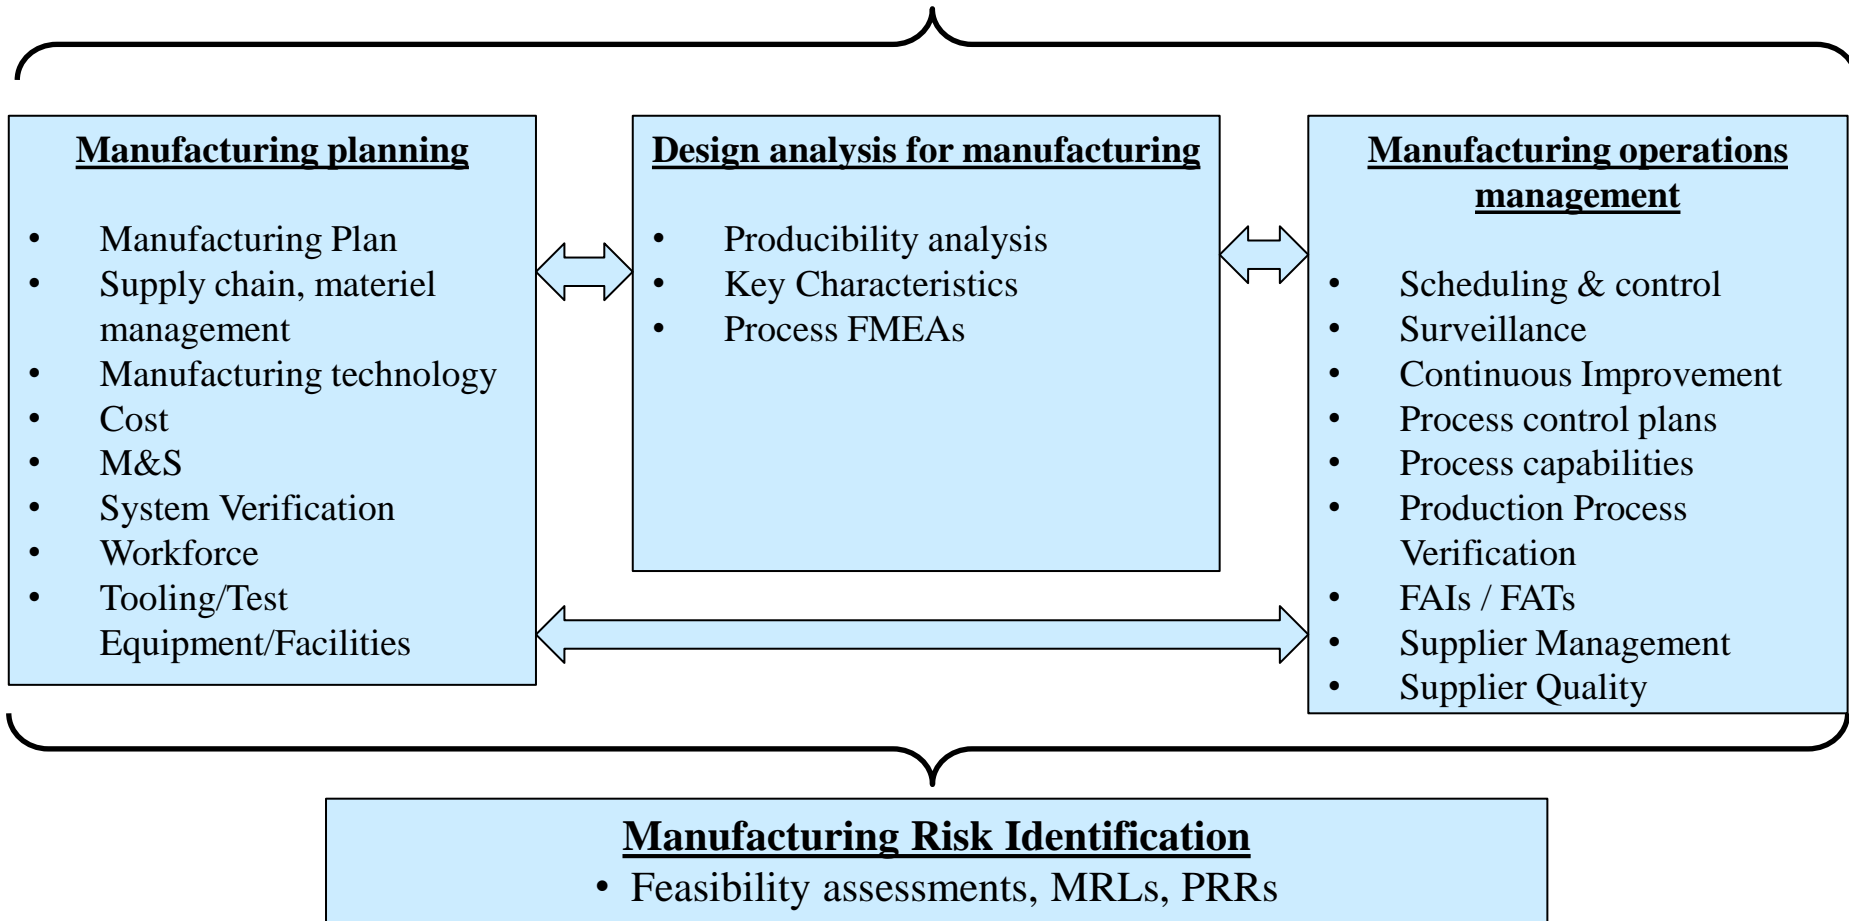 Manufacturing planning
• Manufacturing Plan
• Supply chain, materiel
management
• Manufacturing technology
• Cost
• M&S
• System Verification
• Workforce
• Tooling/Test
Equipment/Facilities
Design analysis for manufacturing
• Producibility analysis
• Key Characteristics
• Process FMEAs
Manufacturing operations
management
• Scheduling & control
• Surveillance
• Continuous Improvement
• Process control plans
• Process capabilities
• Production Process
Verification
• FAIs / FATs
• Supplier Management
• Supplier Quality
Manufacturing Risk Identification
• Feasibility assessments, MRLs, PRRs